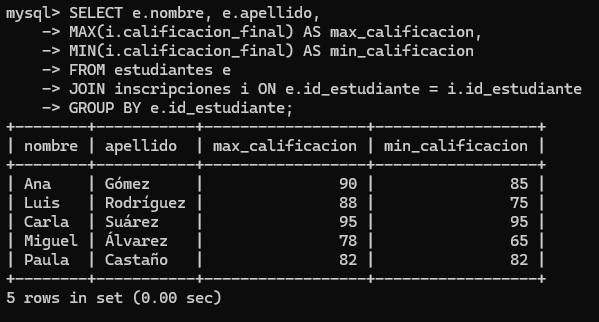 mysql> SELECT e.nombre, e.apellido,
    -> MAX(i.calificacion_final) AS max_calificacion,
    -> MIN(i.calificacion_final) AS min_calificacion
    -> FROM estudiantes e
    -> JOIN inscripciones i ON e.id_estudiante = i.id_estudiante
    -> GROUP BY e.id_estudiante;
+--------+-----------+------------------+------------------+
| nombre | apellido  | max_calificacion | min_calificacion |
+--------+-----------+------------------+------------------+
| Ana    | Gómez     |               90 |               85 |
| Luis   | Rodríguez |               88 |               75 |
| Carla  | Suárez    |               95 |               95 |
| Miguel | Álvarez   |               78 |               65 |
| Paula  | Castaño   |               82 |               82 |
+--------+-----------+------------------+------------------+
5 rows in set (0.00 sec)